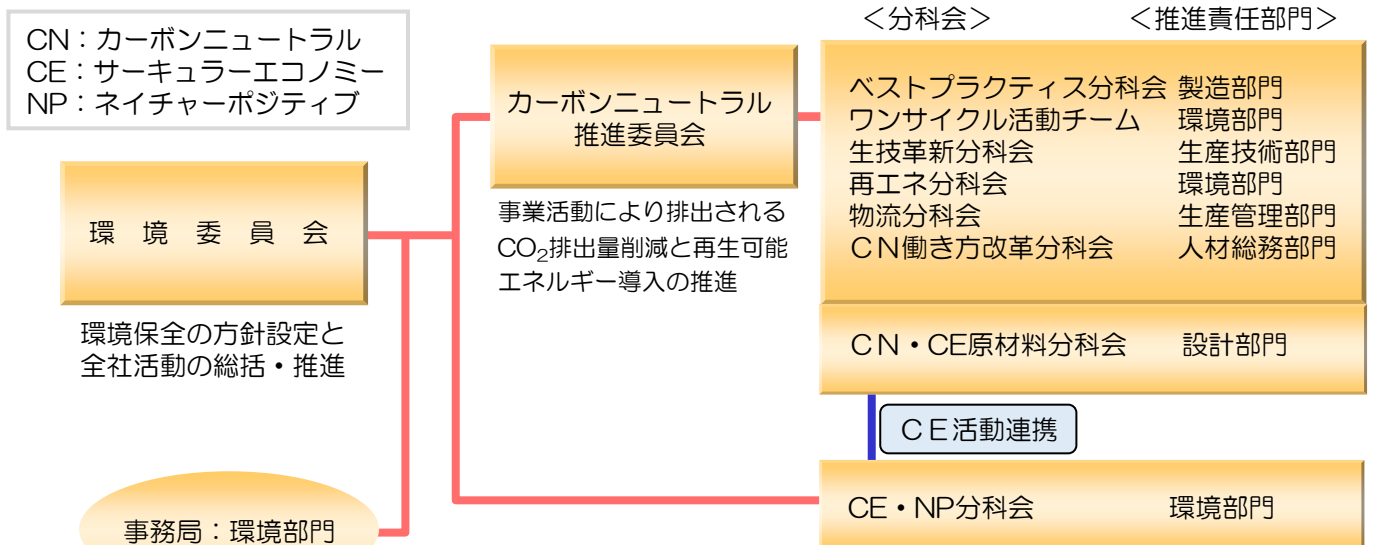 CN：カーボンニュートラル
CE：サーキュラーエコノミー
NP：ネイチャーポジティブ
環境委員会
環境保全の方針設定と
全社活動の総括・推進
事務局：環境部門
カーボンニュートラル
推進委員会
事業活動により排出される
CO₂排出量削減と再生可能
エネルギー導入の推進
＜分科会＞ ＜推進責任部門＞
ベストプラクティス分科会 製造部門
ワンサイクル活動チーム 環境部門
生技革新分科会 生産技術部門
再エネ分科会 環境部門
物流分科会 生産管理部門
ＣＮ働き方改革分科会 人材総務部門
ＣＮ・CE原材料分科会 設計部門
ＣＥ活動連携
CE・NP分科会 環境部門